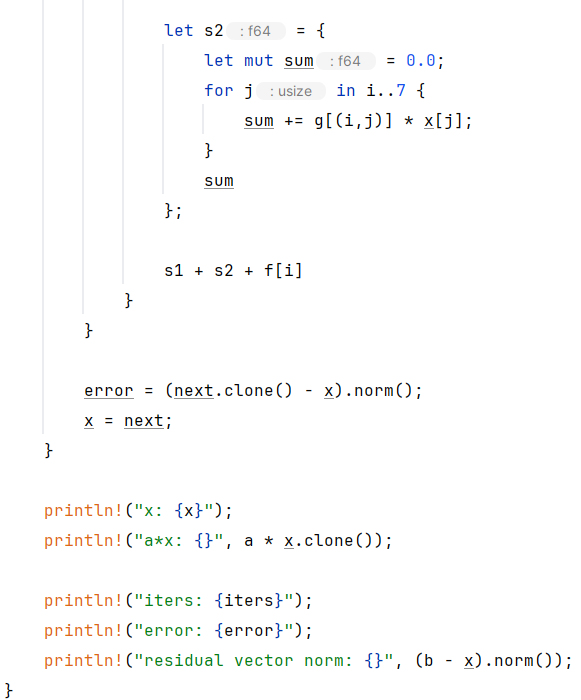 let s2 : f64 = {
let mut sum : f64 = 0.0;
for j : usize in i..7 {
sum += g[(i,j)] * x[j];
}
sum
};
s1 + s2 + f[i]
}
}
error = (next.clone() - x).norm();
x = next;
}
println!("x: {x}");
println!("a*x: {}", a * x.clone());
println!("iters: {iters}");
println!("error: {error}");
println!("residual vector norm: {}", (b - x).norm());
}